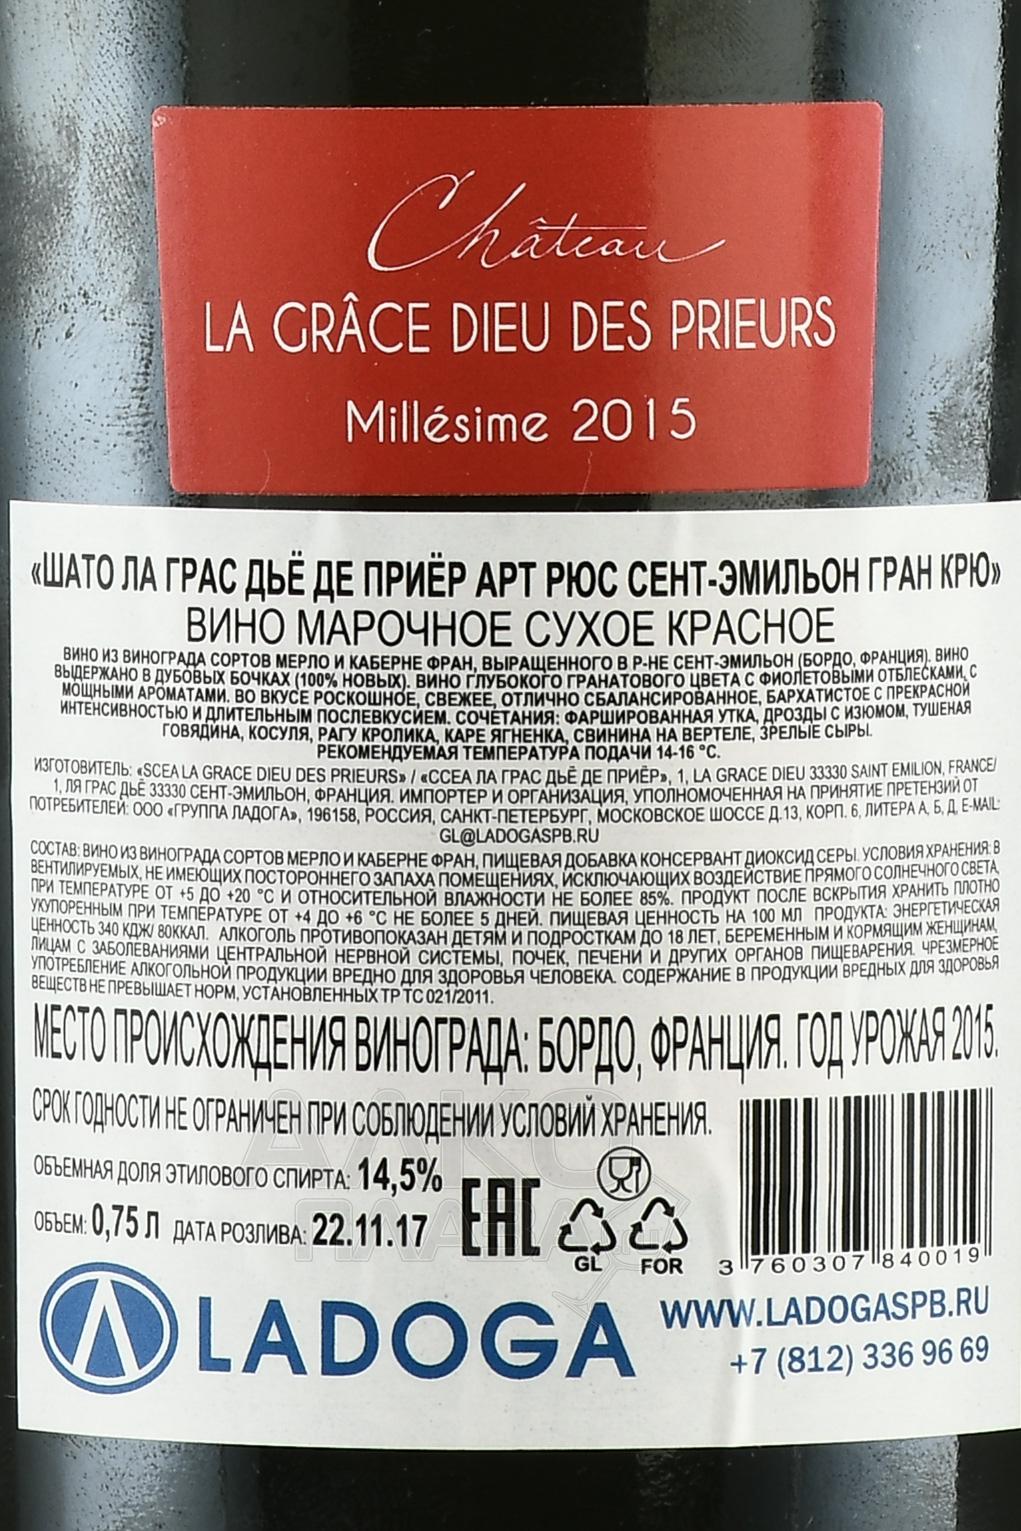 Château
LA GRÂCE DIEU DES PRIEURS
Millésime 2015
«ШАТО ЛА ГРАС ДЬЁ ДЕ ПРИЁР АРТ РЮС СЕНТ-ЭМИЛЬОН ГРАН КРЮ»
ВИНО МАРОЧНОЕ СУХОЕ КРАСНОЕ
ВИНО ИЗ ВИНОГРАДА СОРТОВ МЕРЛО И КАБЕРНЕ ФРАН, ВЫРАЩЕННОГО В Р-НЕ СЕНТ-ЭМИЛЬОН (БОРДО, ФРАНЦИЯ). ВИНО
ВЫДЕРЖАНО В ДУБОВЫХ БОЧКАХ (100% НОВЫХ). ВИНО ГЛУБОКОГО ГРАНАТОВОГО ЦВЕТА С ФИОЛЕТОВЫМИ ОТБЛЕСКАМИ, С
МОЩНЫМИ АРОМАТАМИ. ВО ВКУСЕ РОСКОШНОЕ, СВЕЖЕЕ, ОТЛИЧНО СБАЛАНСИРОВАННОЕ, БАРХАТИСТОЕ С ПРЕКРАСНОЙ
ИНТЕНСИВНОСТЬЮ И ДЛИТЕЛЬНЫМ ПОСЛЕВКУСИЕМ. СОЧЕТАНИЯ: ФАРШИРОВАННАЯ УТКА, ДРОЗДЫ С ИЗЮМОМ, ТУШЕНАЯ
ГОВЯДИНА, КОСУЛЯ, РАГУ КРОЛИКА, КАРЕ ЯГНЕНКА, СВИНИНА НА ВЕРТЕЛЕ, ЗРЕЛЫЕ СЫРЫ.
РЕКОМЕНДУЕМАЯ ТЕМПЕРАТУРА ПОДАЧИ 14-16 °С.
ИЗГОТОВИТЕЛЬ: «SCEA LA GRACE DIEU DES PRIEURS» / «ССЕА ЛА ГРАС ДЬЁ ДЕ ПРИЁР», 1, LA GRACE DIEU 33330 SAINT EMILION, FRANCE/
1, ЛЯ ГРАС ДЬЁ 33330 СЕНТ-ЭМИЛЬОН, ФРАНЦИЯ. ИМПОРТЕР И ОРГАНИЗАЦИЯ, УПОЛНОМОЧЕННАЯ НА ПРИНЯТИЕ ПРЕТЕНЗИЙ ОТ
ПОТРЕБИТЕЛЕЙ: ООО «ГРУППА ЛАДОГА», 196158, РОССИЯ, САНКТ-ПЕТЕРБУРГ, МОСКОВСКОЕ ШОССЕ Д.13, КОРП. 6, ЛИТЕРА А, Б, Д, E-MAIL:
GL@LADOGASPB.RU
СОСТАВ: ВИНО ИЗ ВИНОГРАДА СОРТОВ МЕРЛО И КАБЕРНЕ ФРАН, ПИЩЕВАЯ ДОБАВКА КОНСЕРВАНТ ДИОКСИД СЕРЫ. УСЛОВИЯ ХРАНЕНИЯ: В
ВЕНТИЛИРУЕМЫХ, НЕ ИМЕЮЩИХ ПОСТОРОННЕГО ЗАПАХА ПОМЕЩЕНИЯХ, ИСКЛЮЧАЮЩИХ ВОЗДЕЙСТВИЕ ПРЯМОГО СОЛНЕЧНОГО СВЕТА,
ПРИ ТЕМПЕРАТУРЕ ОТ +5 ДО +20 °С И ОТНОСИТЕЛЬНОЙ ВЛАЖНОСТИ НЕ БОЛЕЕ 85%. ПРОДУКТ ПОСЛЕ ВСКРЫТИЯ ХРАНИТЬ ПЛОТНО
УКУПОРЕННЫМ ПРИ ТЕМПЕРАТУРЕ ОТ +4 ДО +6 °С НЕ БОЛЕЕ 5 ДНЕЙ. ПИЩЕВАЯ ЦЕННОСТЬ НА 100 МЛ ПРОДУКТА: ЭНЕРГЕТИЧЕСКАЯ
ЦЕННОСТЬ 340 КДЖ/ 80ККАЛ. АЛКОГОЛЬ ПРОТИВОПОКАЗАН ДЕТЯМ И ПОДРОСТКАМ ДО 18 ЛЕТ, БЕРЕМЕННЫМ И КОРМЯЩИМ ЖЕНЩИНАМ,
ЛИЦАМ С ЗАБОЛЕВАНИЯМИ ЦЕНТРАЛЬНОЙ НЕРВНОЙ СИСТЕМЫ, ПОЧЕК, ПЕЧЕНИ И ДРУГИХ ОРГАНОВ ПИЩЕВАРЕНИЯ. ЧРЕЗМЕРНОЕ
УПОТРЕБЛЕНИЕ АЛКОГОЛЬНОЙ ПРОДУКЦИИ ВРЕДНО ДЛЯ ЗДОРОВЬЯ ЧЕЛОВЕКА. СОДЕРЖАНИЕ В ПРОДУКЦИИ ВРЕДНЫХ ДЛЯ ЗДОРОВЬЯ
ВЕЩЕСТВ НЕ ПРЕВЫШАЕТ НОРМ, УСТАНОВЛЕННЫХ ТР ТС 021/2011.
МЕСТО ПРОИСХОЖДЕНИЯ ВИНОГРАДА: БОРДО, ФРАНЦИЯ. ГОД УРОЖАЯ 2015.
СРОК ГОДНОСТИ НЕ ОГРАНИЧЕН ПРИ СОБЛЮДЕНИИ УСЛОВИЙ ХРАНЕНИЯ.
ОБЪЕМНАЯ ДОЛЯ ЭТИЛОВОГО СПИРТА: 14,5%
ОБЪЕМ: 0,75 Л ДАТА РОЗЛИВА: 22.11.17
EAC
GL FOR
3 760307 840019
LADOGA
WWW.LADOGASPB.RU
+7 (812) 336 96 69